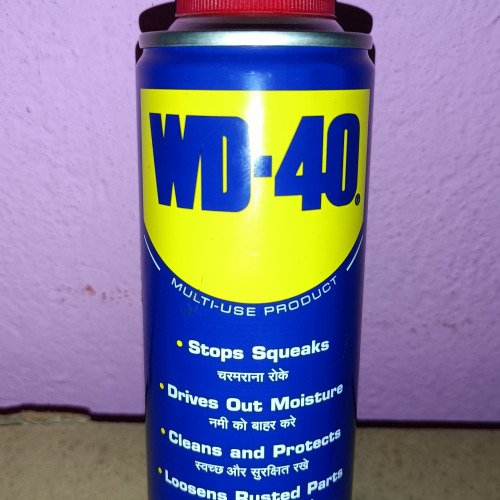 WD-40®
MULTI-USE PRODUCT
• Stops Squeaks
चरमराना रोके
• Drives Out Moisture
नमी को बाहर करे
• Cleans and Protects
स्वच्छ और सुरक्षित रखे
• Loosens Rusted Parts